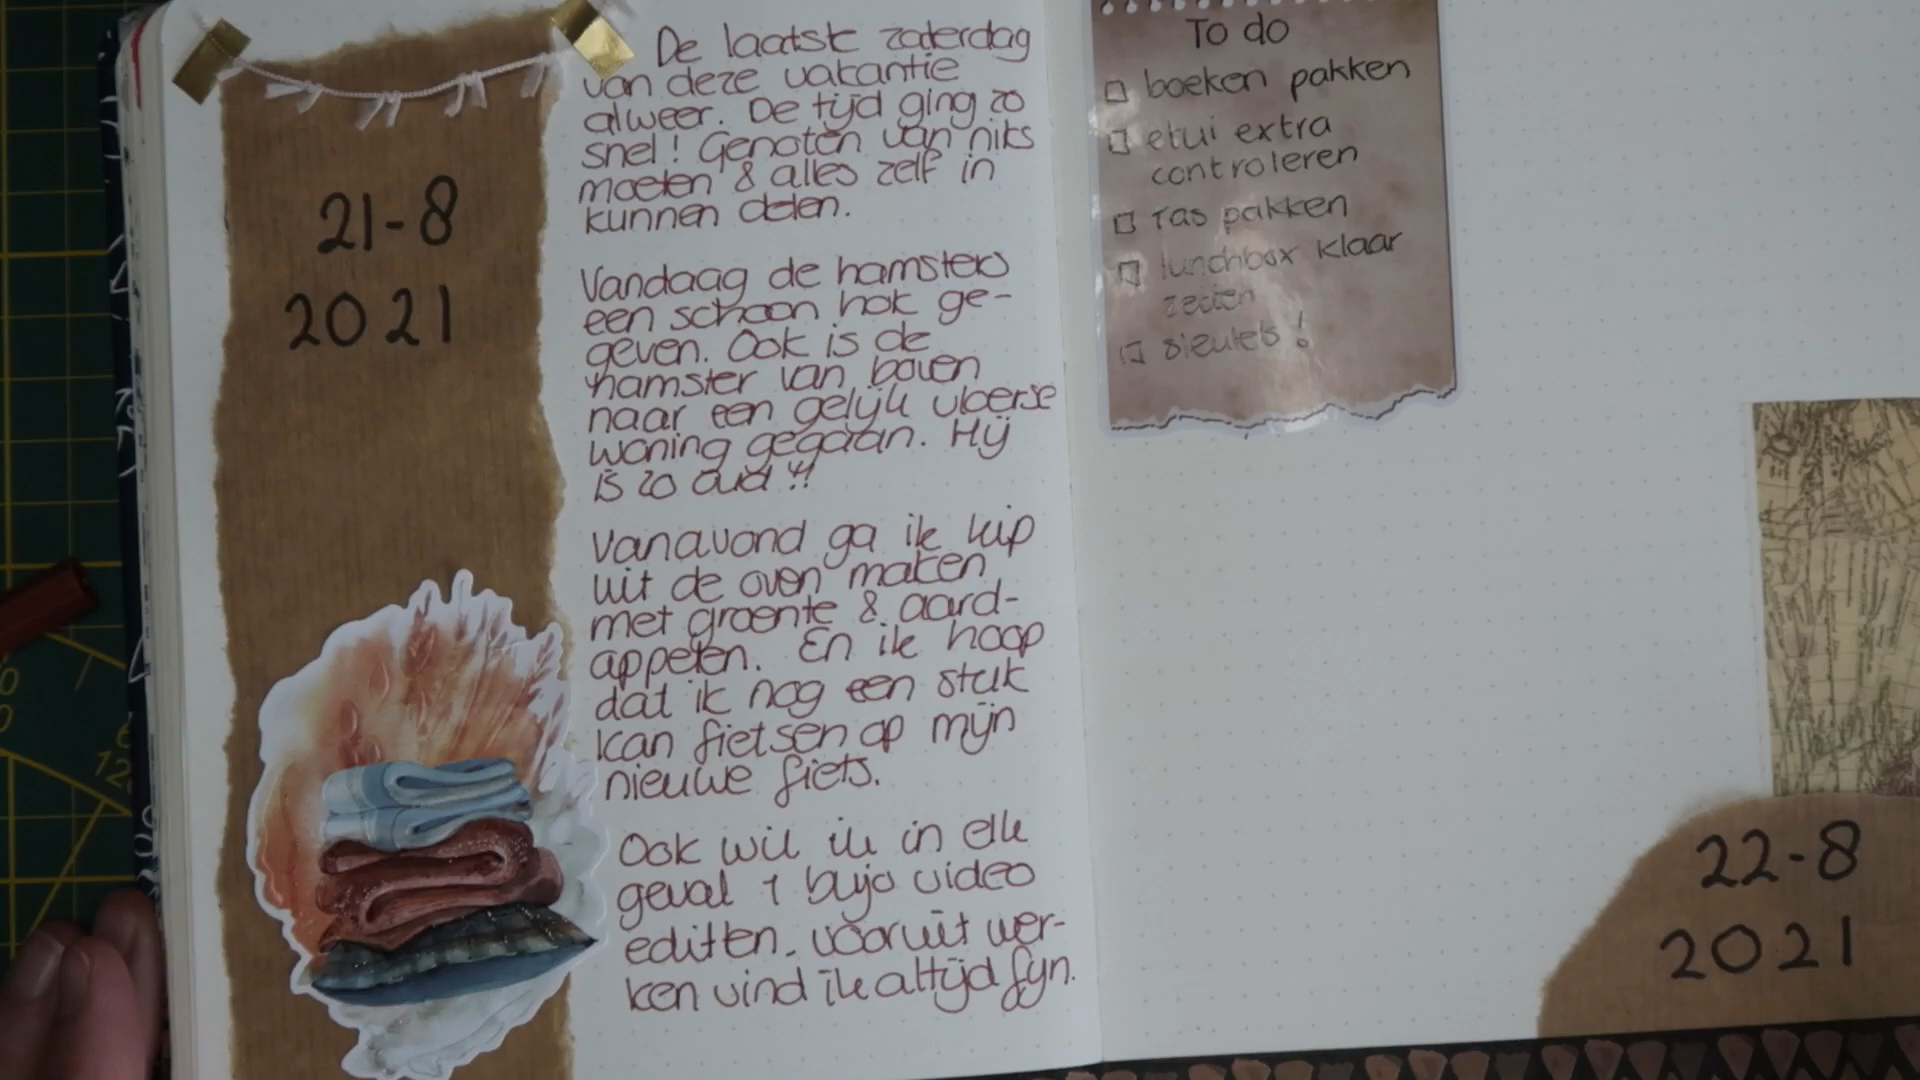 21-8
2021
De laatste zaterdag
van deze vakantie
alweer. De tijd ging zo
snel! Genoten van niks
moeten & alles zelf in
kunnen delen.
Vandaag de hamsters
een schoon hok ge-
geven. Ook is de
hamster van boven
naar een gelijk vloerse
woning gegaan. Hij
is zo oud !!
Vanavond ga ik kip
uit de oven maken
met groente & aard-
appelen. En ik hoop
dat ik nog een stuk
kan fietsen op mijn
nieuwe fiets.
Ook wil ik in elk
geval 1 bujo video
editten. vooruit wer-
ken vind ik altijd fijn.
To do
boeken pakken
etui extra
controleren
Tas pakken
lunchbox klaar
zetten
sleutels!
22-8
2021